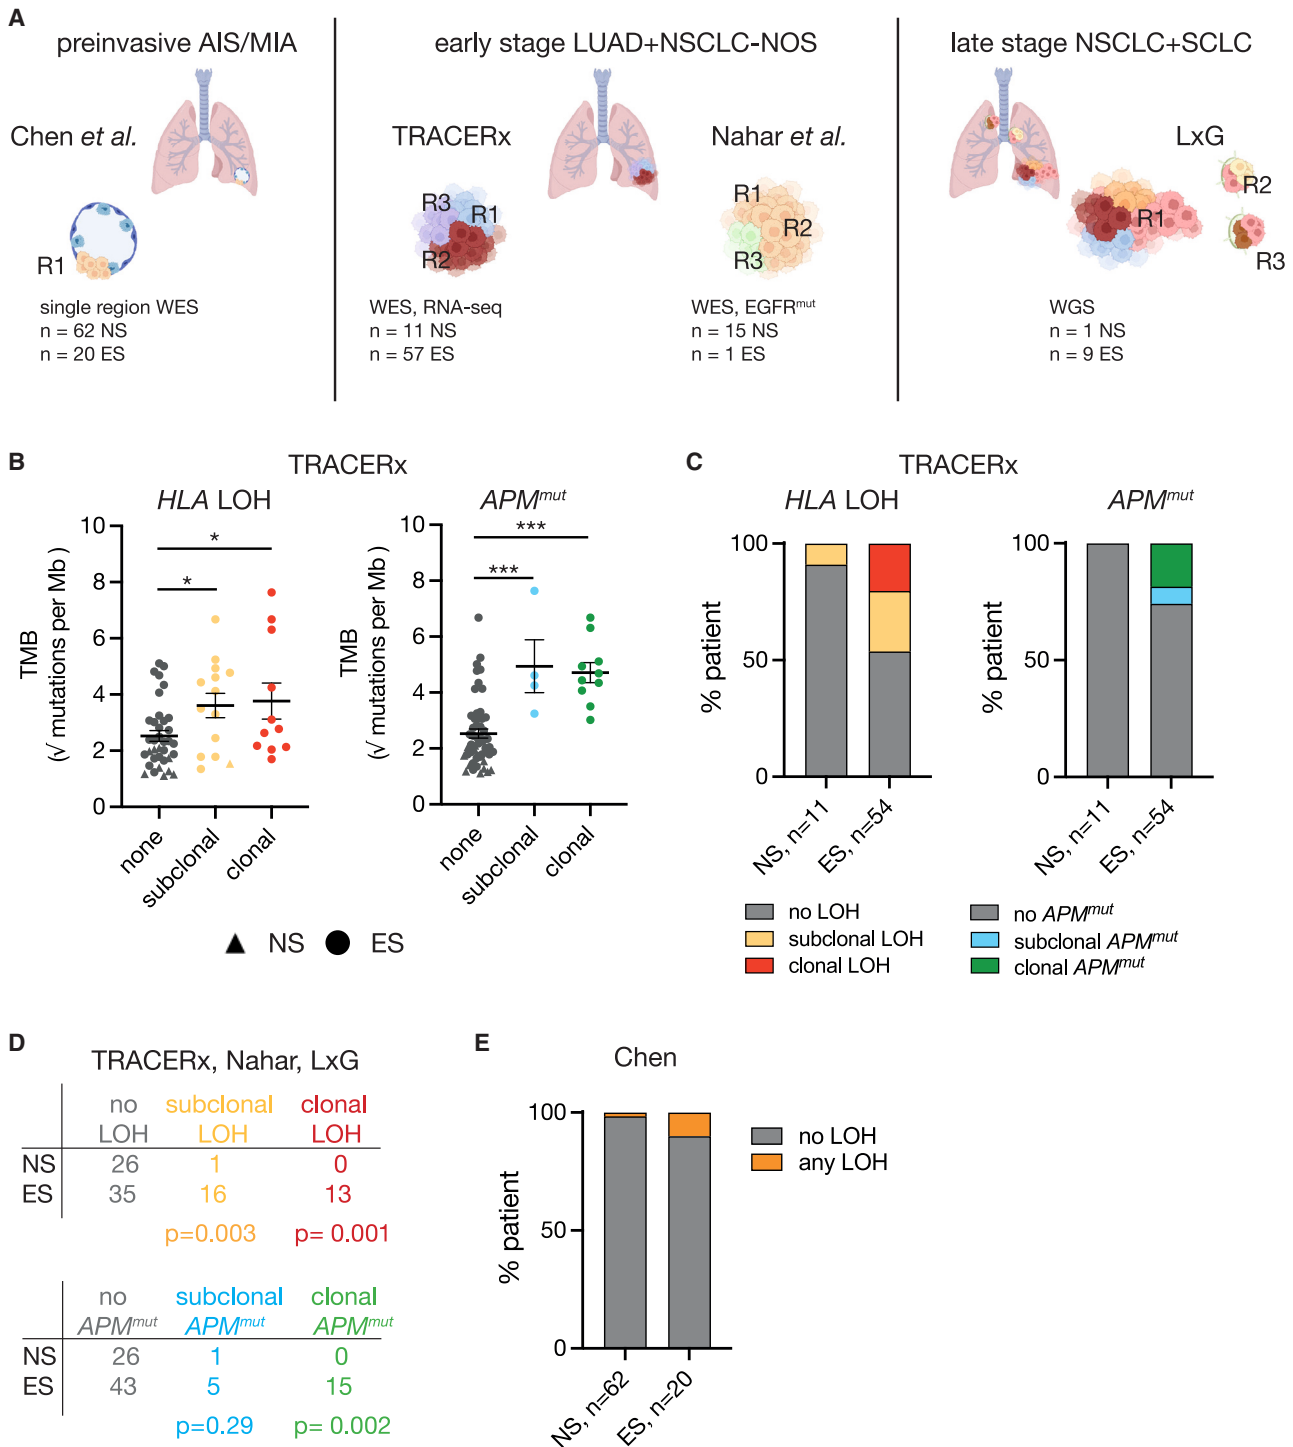 A
preinvasive AIS/MIA
early stage LUAD+NSCLC-NOS
late stage NSCLC+SCLC
Chen et al.
TRACERx
Nahar et al.
LxG
R1
R3
R1
R2
R1
R2
R3
R1
R2
R3
single region WES
n = 62 NS
n = 20 ES
WES, RNA-seq
n = 11 NS
n = 57 ES
WES, EGFRmut
n = 15 NS
n = 1 ES
WGS
n = 1 NS
n = 9 ES
B
TRACERx
HLA LOH
APMmut
TMB
(√ mutations per Mb )
10
8
6
4
2
0
*
*
none
subclonal
clonal
TMB
(√ mutations per Mb )
10
8
6
4
2
0
***
***
none
subclonal
clonal
NS
ES
C
TRACERx
HLA LOH
APMmut
% patient
100
50
0
NS, n=11
ES, n=54
% patient
100
50
0
NS, n=11
ES, n=54
no LOH
subclonal LOH
clonal LOH
no APMmut
subclonal APMmut
clonal APMmut
D
TRACERx, Nahar, LxG
no subclonal clonal
LOH LOH LOH
NS 26 1 0
ES 35 16 13
p=0.003 p= 0.001
no subclonal clonal
APMmut APMmut APMmut
NS 26 1 0
ES 43 5 15
p=0.29 p= 0.002
E
Chen
% patient
100
50
0
NS, n=62
ES, n=20
no LOH
any LOH